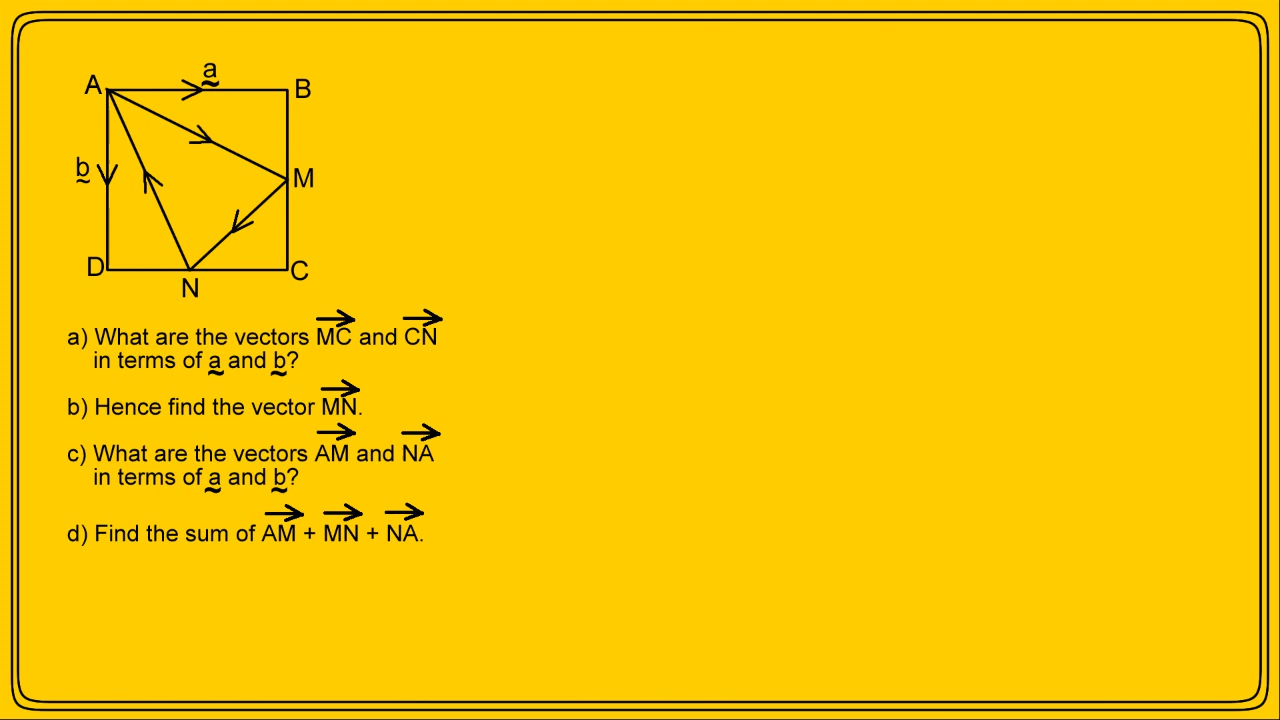 a
A
B
b
M
D
C
N
a) What are the vectors MC and CN
in terms of a and b?
b) Hence find the vector MN.
c) What are the vectors AM and NA
in terms of a and b?
d) Find the sum of AM + MN + NA.